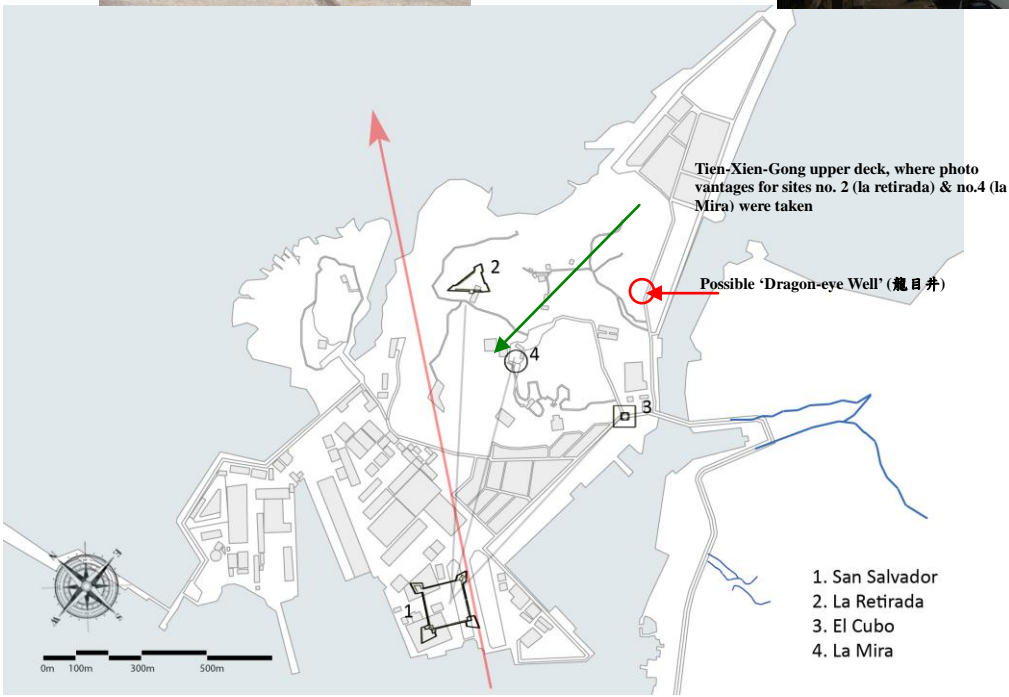 Tien-Xien-Gong upper deck, where photo
vantages for sites no. 2 (la retirada) & no.4 (la
Mira) were taken
2
Possible ‘Dragon-eye Well’ (龍目井)
4
3
1
1. San Salvador
2. La Retirada
3. El Cubo
4. La Mira
0m 100m 300m 500m